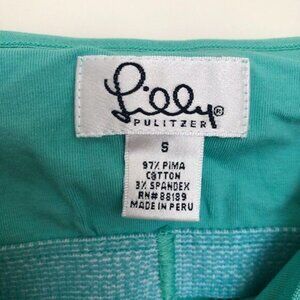 Lilly®
PULITZER
S
97% PIMA
COTTON
3% SPANDEX
RN# 88189
MADE IN PERU